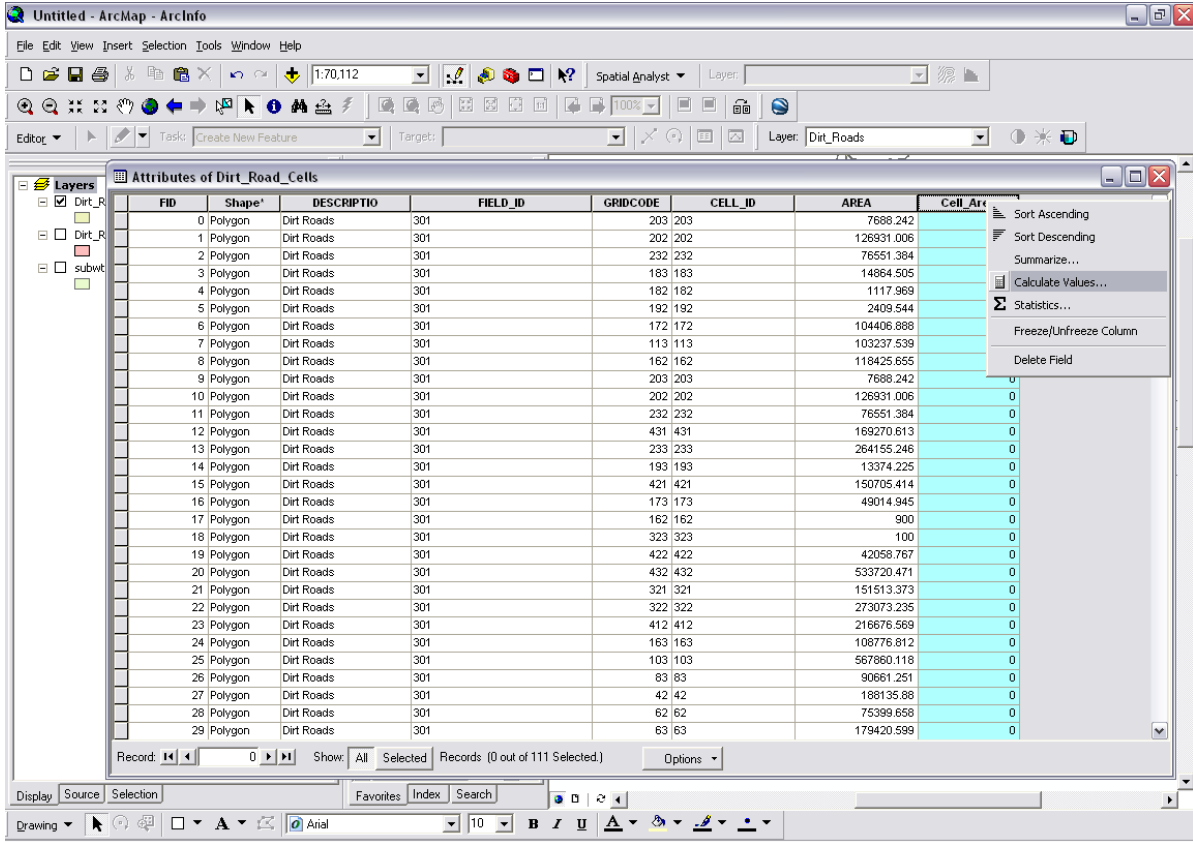 Untitled - ArcMap - ArcInfo
File Edit View Insert Selection Tools Window Help
1:70,112 Spatial Analyst Layer:
100%
Editor Task: Create New Feature Target: Layer: Dirt_Roads
Layers
Dirt_R
Dirt_R
subwt
Attributes of Dirt_Road_Cells
FID Shape* DESCRIPTIO FIELD_ID GRIDCODE CELL_ID AREA Cell_Are
0 Polygon Dirt Roads 301 203 203 7688.242
1 Polygon Dirt Roads 301 202 202 126931.006
2 Polygon Dirt Roads 301 232 232 76551.384
3 Polygon Dirt Roads 301 183 183 14864.505
4 Polygon Dirt Roads 301 182 182 1117.969
5 Polygon Dirt Roads 301 192 192 2409.544
6 Polygon Dirt Roads 301 172 172 104406.888
7 Polygon Dirt Roads 301 113 113 103237.539
8 Polygon Dirt Roads 301 162 162 118425.655
9 Polygon Dirt Roads 301 203 203 7688.242 0
10 Polygon Dirt Roads 301 202 202 126931.006 0
11 Polygon Dirt Roads 301 232 232 76551.384 0
12 Polygon Dirt Roads 301 431 431 169270.613 0
13 Polygon Dirt Roads 301 233 233 264155.246 0
14 Polygon Dirt Roads 301 193 193 13374.225 0
15 Polygon Dirt Roads 301 421 421 150705.414 0
16 Polygon Dirt Roads 301 173 173 49014.945 0
17 Polygon Dirt Roads 301 162 162 900 0
18 Polygon Dirt Roads 301 323 323 100 0
19 Polygon Dirt Roads 301 422 422 42058.767 0
20 Polygon Dirt Roads 301 432 432 533720.471 0
21 Polygon Dirt Roads 301 321 321 151513.373 0
22 Polygon Dirt Roads 301 322 322 273073.235 0
23 Polygon Dirt Roads 301 412 412 216676.569 0
24 Polygon Dirt Roads 301 163 163 108776.812 0
25 Polygon Dirt Roads 301 103 103 567860.118 0
26 Polygon Dirt Roads 301 83 83 90661.251 0
27 Polygon Dirt Roads 301 42 42 188135.88 0
28 Polygon Dirt Roads 301 62 62 75399.658 0
29 Polygon Dirt Roads 301 63 63 179420.599 0
Sort Ascending
Sort Descending
Summarize...
Calculate Values...
Σ Statistics...
Freeze/Unfreeze Column
Delete Field
Record: 0 Show: All Selected Records (0 out of 111 Selected.) Options
Display Source Selection Favorites Index Search
Drawing A Arial 10 B I U A